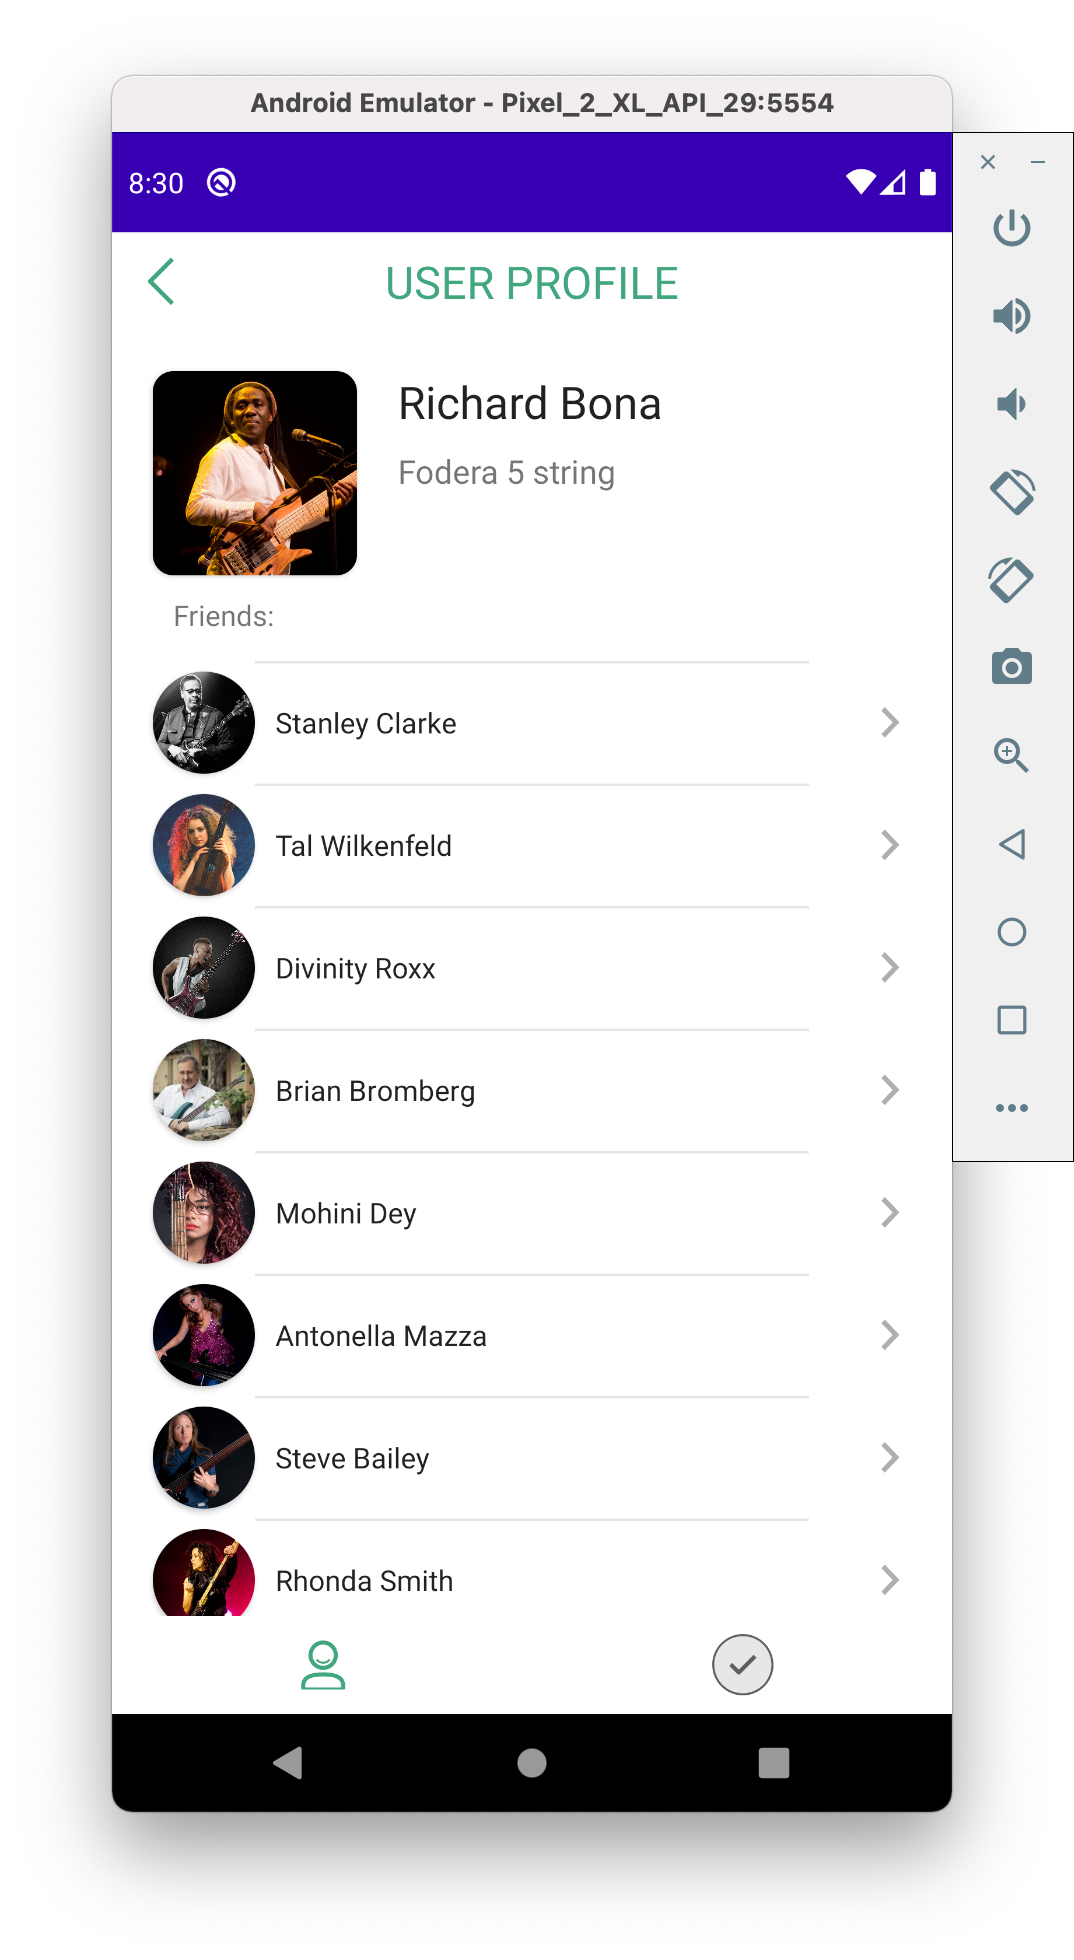 Android Emulator - Pixel_2_XL_API_29:5554
8:30
USER PROFILE
Richard Bona
Fodera 5 string
Friends:
Stanley Clarke
Tal Wilkenfeld
Divinity Roxx
Brian Bromberg
Mohini Dey
Antonella Mazza
Steve Bailey
Rhonda Smith